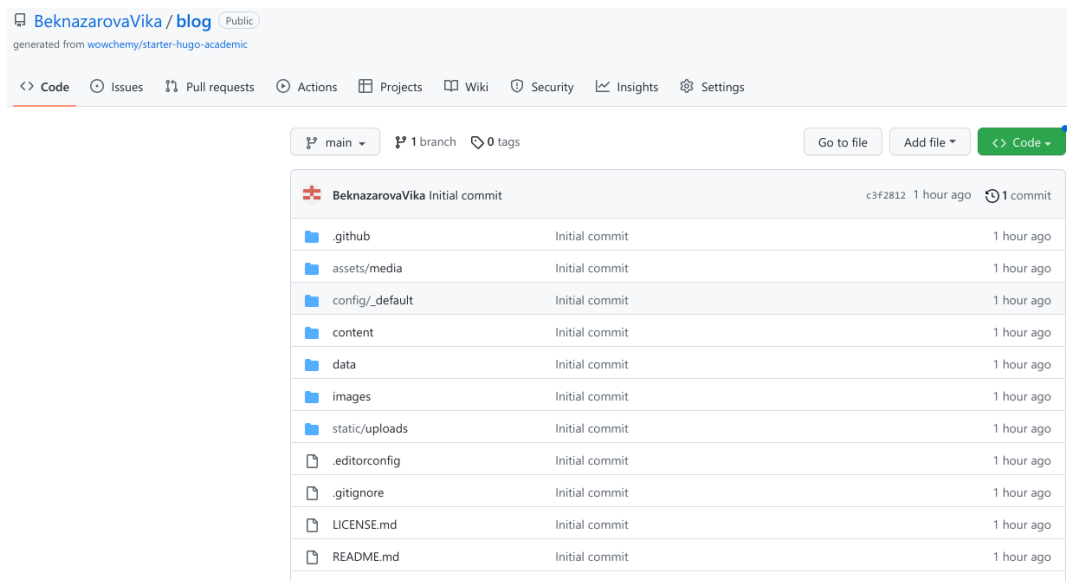 BeknazarovaVika / blog Public
generated from wowchemy/starter-hugo-academic
<> Code Issues Pull requests Actions Projects Wiki Security Insights Settings
main 1 branch 0 tags Go to file Add file <> Code
BeknazarovaVika Initial commit c3f2812 1 hour ago 1 commit
.github Initial commit 1 hour ago
assets/media Initial commit 1 hour ago
config/_default Initial commit 1 hour ago
content Initial commit 1 hour ago
data Initial commit 1 hour ago
images Initial commit 1 hour ago
static/uploads Initial commit 1 hour ago
.editorconfig Initial commit 1 hour ago
.gitignore Initial commit 1 hour ago
LICENSE.md Initial commit 1 hour ago
README.md Initial commit 1 hour ago